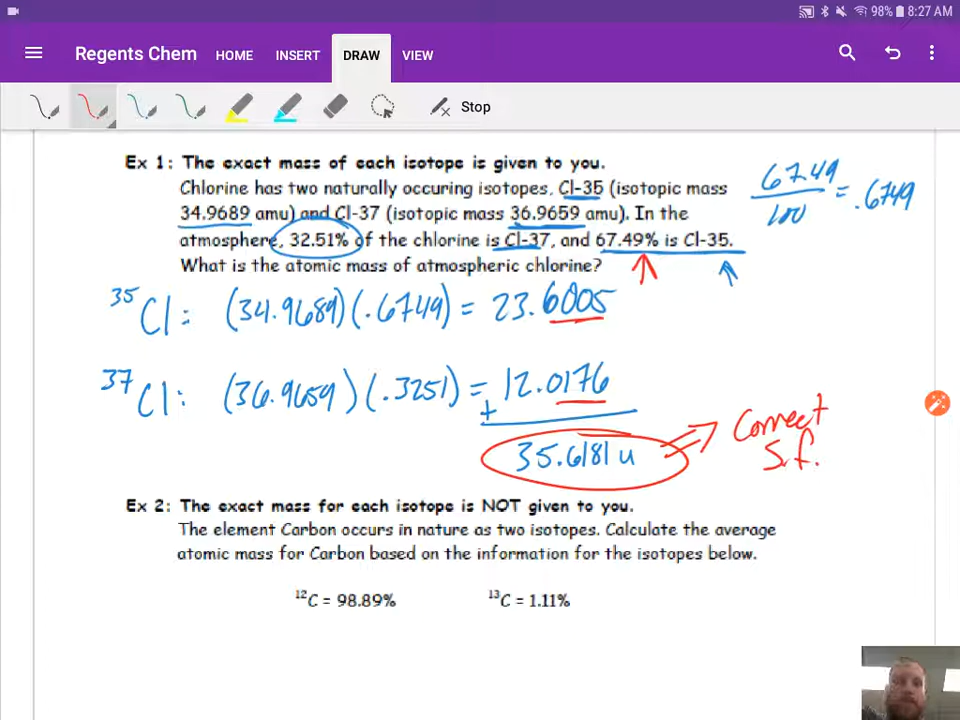 98% 8:27 AM
Regents Chem HOME INSERT DRAW VIEW
Stop
Ex 1: The exact mass of each isotope is given to you.
Chlorine has two naturally occuring isotopes, Cl-35 (isotopic mass
34.9689 amu) and Cl-37 (isotopic mass 36.9659 amu). In the
atmosphere, 32.51% of the chlorine is Cl-37, and 67.49% is Cl-35.
What is the atomic mass of atmospheric chlorine?
67.49/100 = .6749
³⁵Cl: (34.9689)(.6749) = 23.6005
³⁷Cl: (36.9659)(.3251) = 12.0176
+
35.6181 u
Correct
S.f.
Ex 2: The exact mass for each isotope is NOT given to you.
The element Carbon occurs in nature as two isotopes. Calculate the average
atomic mass for Carbon based on the information for the isotopes below.
¹²C = 98.89% ¹³C = 1.11%